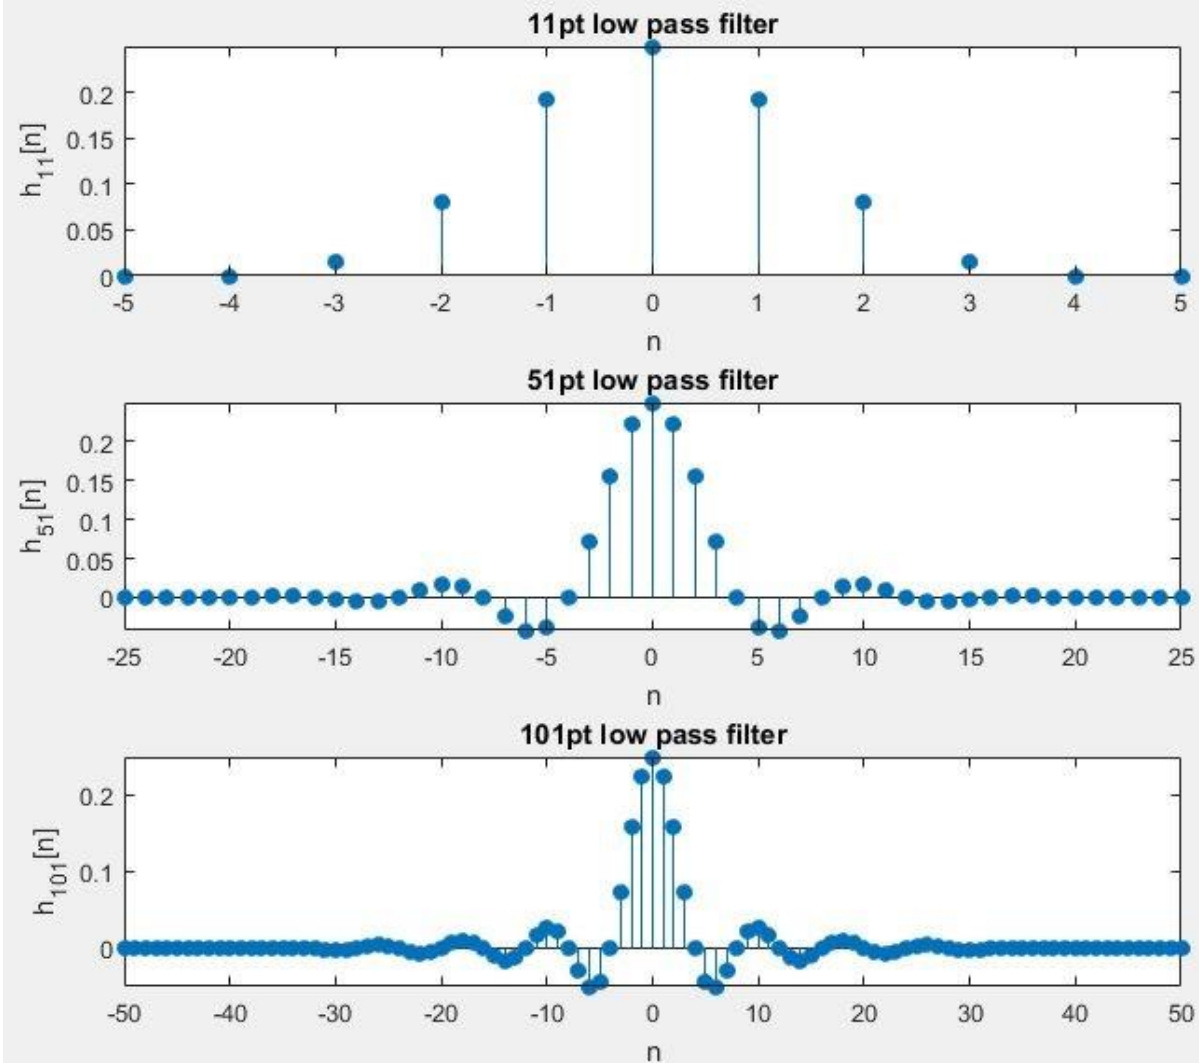 11pt low pass filter
h11[n]
0.2
0.15
0.1
0.05
0
-5 -4 -3 -2 -1 0 1 2 3 4 5
n
51pt low pass filter
h51[n]
0.2
0.15
0.1
0.05
0
-25 -20 -15 -10 -5 0 5 10 15 20 25
n
101pt low pass filter
h101[n]
0.2
0.1
0
-50 -40 -30 -20 -10 0 10 20 30 40 50
n